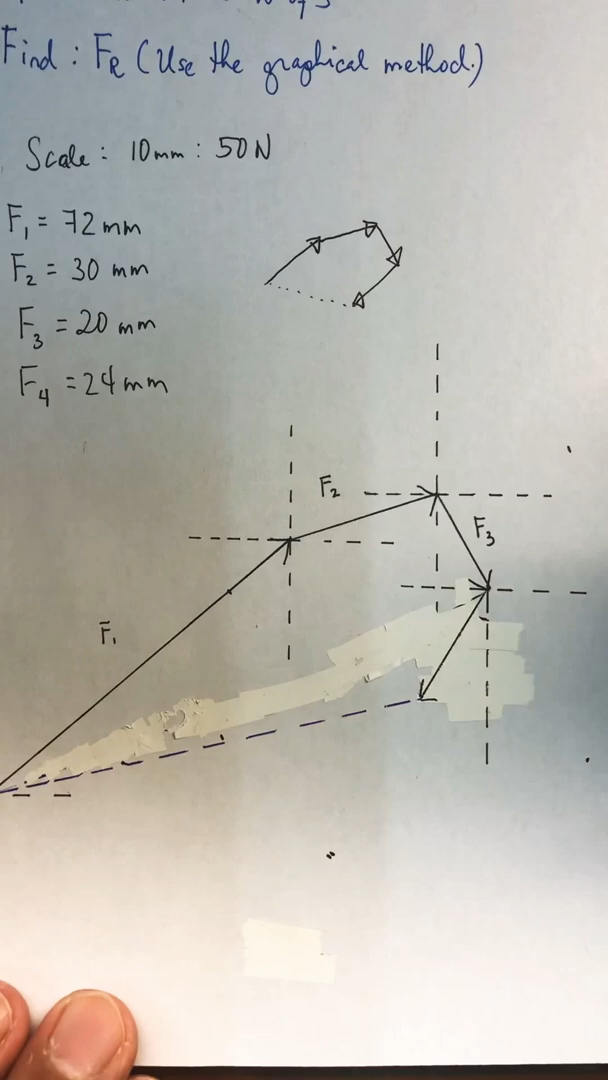 Find : FR (Use the graphical method.)
Scale : 10mm : 50N
F1 = 72 mm
F2 = 30 mm
F3 = 20 mm
F4 = 24 mm
F2
F3
F1